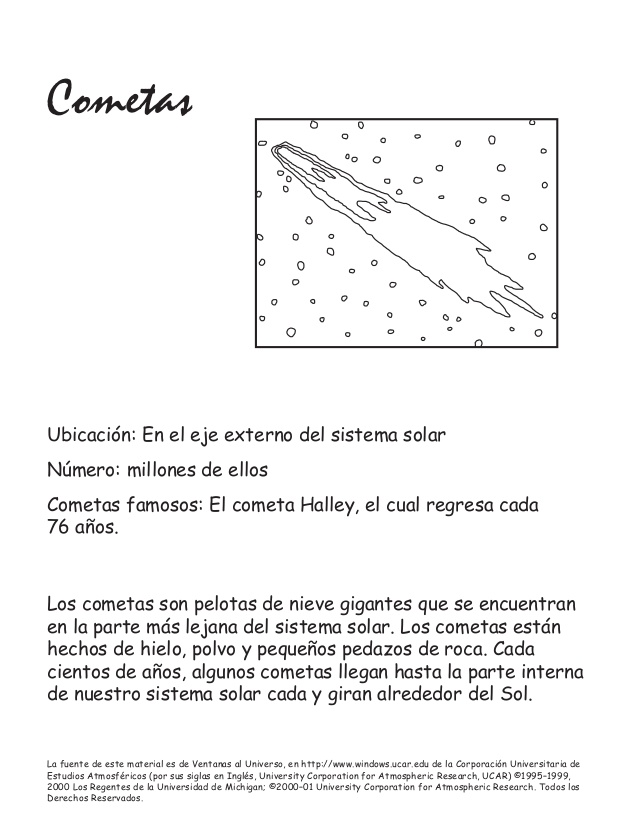 Cometas
Ubicación: En el eje externo del sistema solar
Número: millones de ellos
Cometas famosos: El cometa Halley, el cual regresa cada
76 años.
Los cometas son pelotas de nieve gigantes que se encuentran
en la parte más lejana del sistema solar. Los cometas están
hechos de hielo, polvo y pequeños pedazos de roca. Cada
cientos de años, algunos cometas llegan hasta la parte interna
de nuestro sistema solar cada y giran alrededor del Sol.
La fuente de este material es de Ventanas al Universo, en http://www.windows.ucar.edu de la Corporación Universitaria de
Estudios Atmosféricos (por sus siglas en Inglés, University Corporation for Atmospheric Research, UCAR) ©1995-1999,
2000 Los Regentes de la Universidad de Michigan; ©2000-01 University Corporation for Atmospheric Research. Todos los
Derechos Reservados.